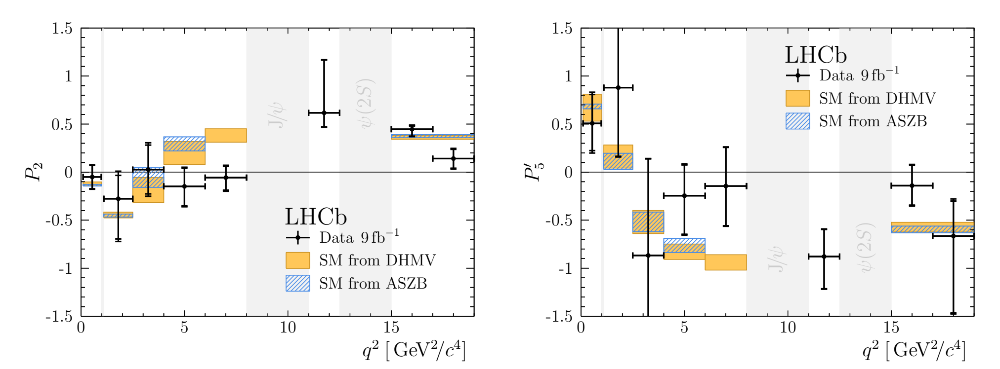 1.5
1
0.5
0
-0.5
-1
-1.5
P₂
J/ψ
ψ(2S)
LHCb
Data 9 fb⁻¹
SM from DHMV
SM from ASZB
0 5 10 15
q² [GeV²/c⁴]
1.5
1
0.5
0
-0.5
-1
-1.5
P₅′
LHCb
Data 9 fb⁻¹
SM from DHMV
SM from ASZB
J/ψ
ψ(2S)
0 5 10 15
q² [GeV²/c⁴]